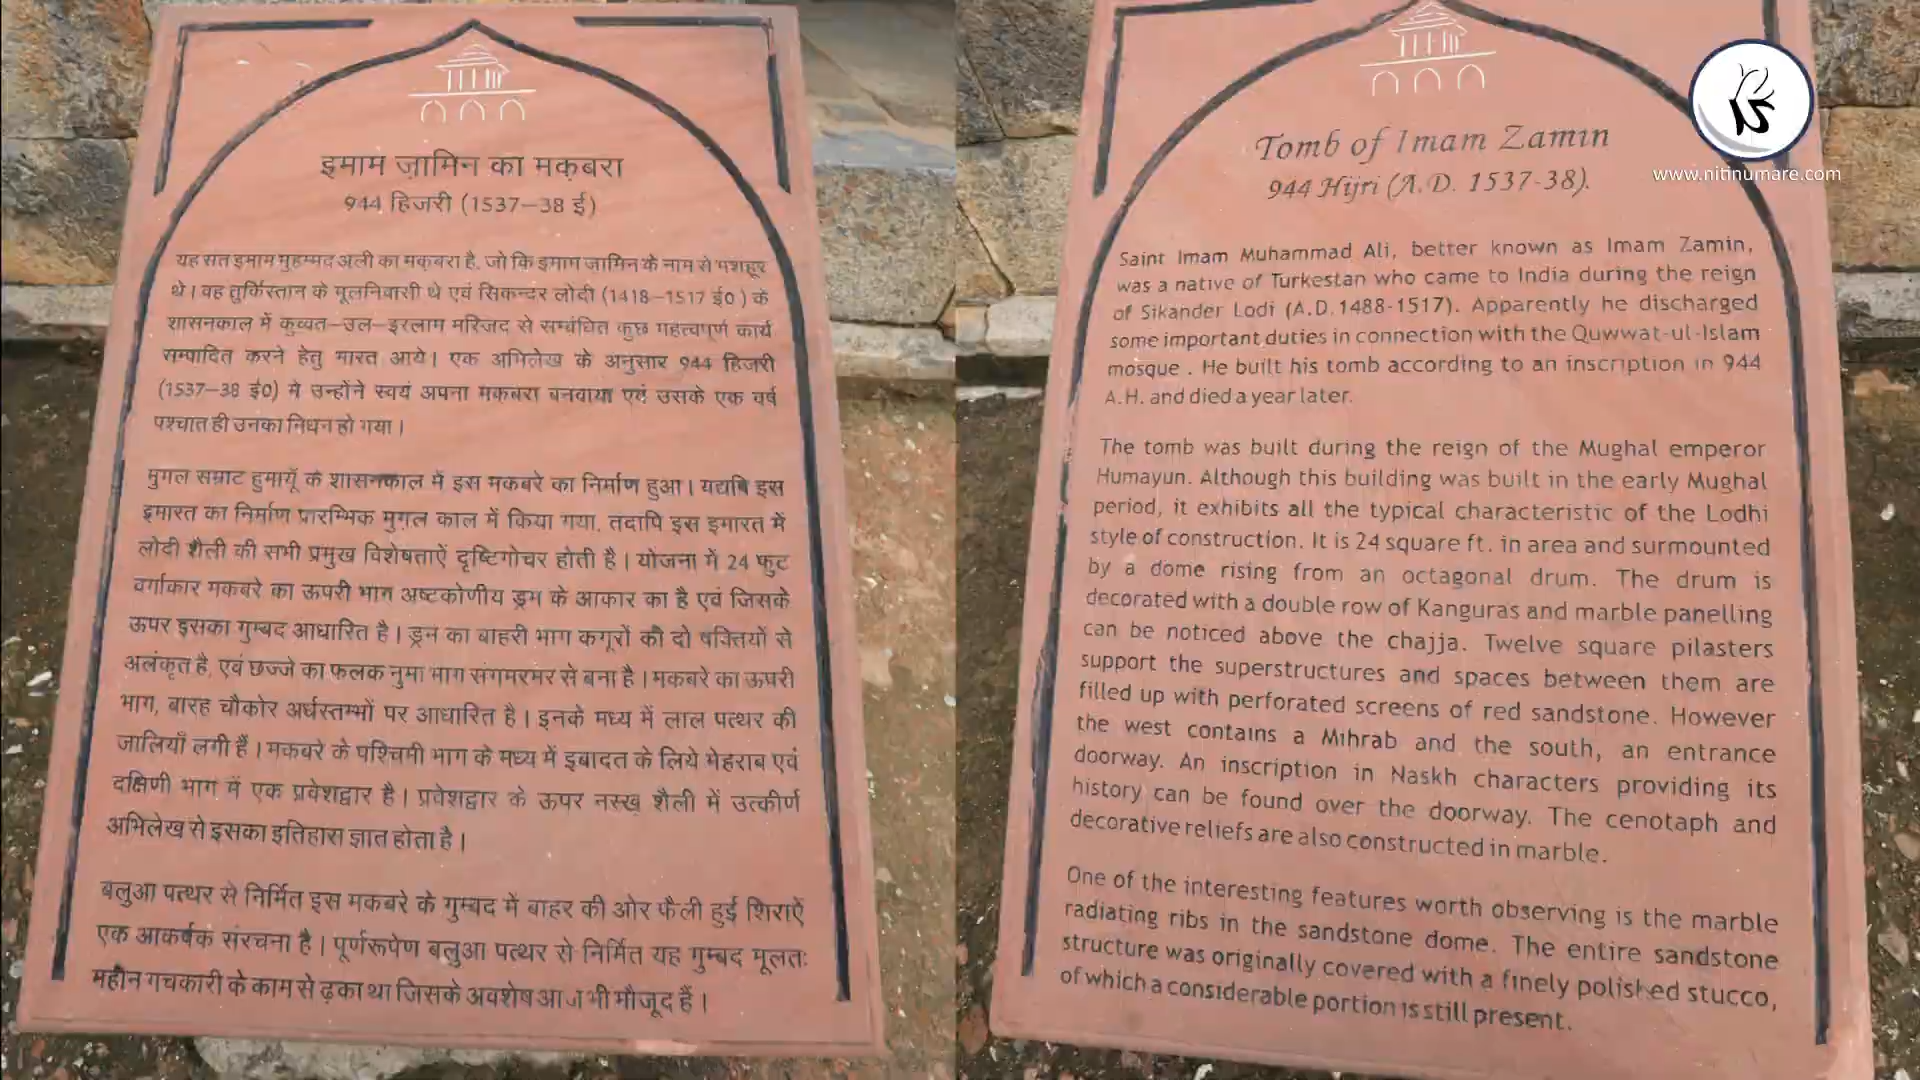 इमाम ज़ामिन का मक़बरा
944 हिजरी (1537–38 ई)
यह संत इमाम मुहम्मद अली का मकबरा है, जो कि इमाम जामिन के नाम से मशहूर
थे। वह तुर्किस्तान के मूलनिवासी थे एवं सिकन्दर लोदी (1418–1517 ई०) के
शासनकाल में कुव्वत–उल–इस्लाम मस्जिद से सम्बंधित कुछ महत्वपूर्ण कार्य
सम्पादित करने हेतु भारत आये। एक अभिलेख के अनुसार 944 हिजरी
(1537–38 ई0) में उन्होंने स्वयं अपना मकबरा बनवाया एवं उसके एक वर्ष
पश्चात ही उनका निधन हो गया।
मुगल सम्राट हुमायूँ के शासनकाल में इस मकबरे का निर्माण हुआ। यद्यपि इस
इमारत का निर्माण प्रारम्भिक मुग़ल काल में किया गया, तदापि इस इमारत में
लोदी शैली की सभी प्रमुख विशेषताऐं दृष्टिगोचर होती है। योजना में 24 फुट
वर्गाकार मकबरे का ऊपरी भाग अष्टकोणीय ड्रम के आकार का है एवं जिसके
ऊपर इसका गुम्बद आधारित है। ड्रम का बाहरी भाग कगूरों की दो पंक्तियों से
अलंकृत है, एवं छज्जे का फलक नुमा भाग संगमरमर से बना है। मकबरे का ऊपरी
भाग, बारह चौकोर अर्धस्तम्भों पर आधारित है। इनके मध्य में लाल पत्थर की
जालियाँ लगी हैं। मकबरे के पश्चिमी भाग के मध्य में इबादत के लिये मेहराब एवं
दक्षिणी भाग में एक प्रवेशद्वार है। प्रवेशद्वार के ऊपर नस्ख़ शैली में उत्कीर्ण
अभिलेख से इसका इतिहास ज्ञात होता है।
बलुआ पत्थर से निर्मित इस मकबरे के गुम्बद में बाहर की ओर फैली हुई शिराऐं
एक आकर्षक संरचना है। पूर्णरूपेण बलुआ पत्थर से निर्मित यह गुम्बद मूलतः
महीन गचकारी के काम से ढ़का था जिसके अवशेष आज भी मौजूद हैं।
Tomb of Imam Zamin
944 Hijri (A.D. 1537-38).
Saint Imam Muhammad Ali, better known as Imam Zamin,
was a native of Turkestan who came to India during the reign
of Sikander Lodi (A.D.1488-1517). Apparently he discharged
some important duties in connection with the Quwwat-ul-Islam
mosque . He built his tomb according to an inscription in 944
A.H. and died a year later.
The tomb was built during the reign of the Mughal emperor
Humayun. Although this building was built in the early Mughal
period, it exhibits all the typical characteristic of the Lodhi
style of construction. It is 24 square ft. in area and surmounted
by a dome rising from an octagonal drum. The drum is
decorated with a double row of Kanguras and marble panelling
can be noticed above the chajja. Twelve square pilasters
support the superstructures and spaces between them are
filled up with perforated screens of red sandstone. However
the west contains a Mihrab and the south, an entrance
doorway. An inscription in Naskh characters providing its
history can be found over the doorway. The cenotaph and
decorative reliefs are also constructed in marble.
One of the interesting features worth observing is the marble
radiating ribs in the sandstone dome. The entire sandstone
structure was originally covered with a finely polished stucco,
of which a considerable portion is still present.
www.nitinumare.com